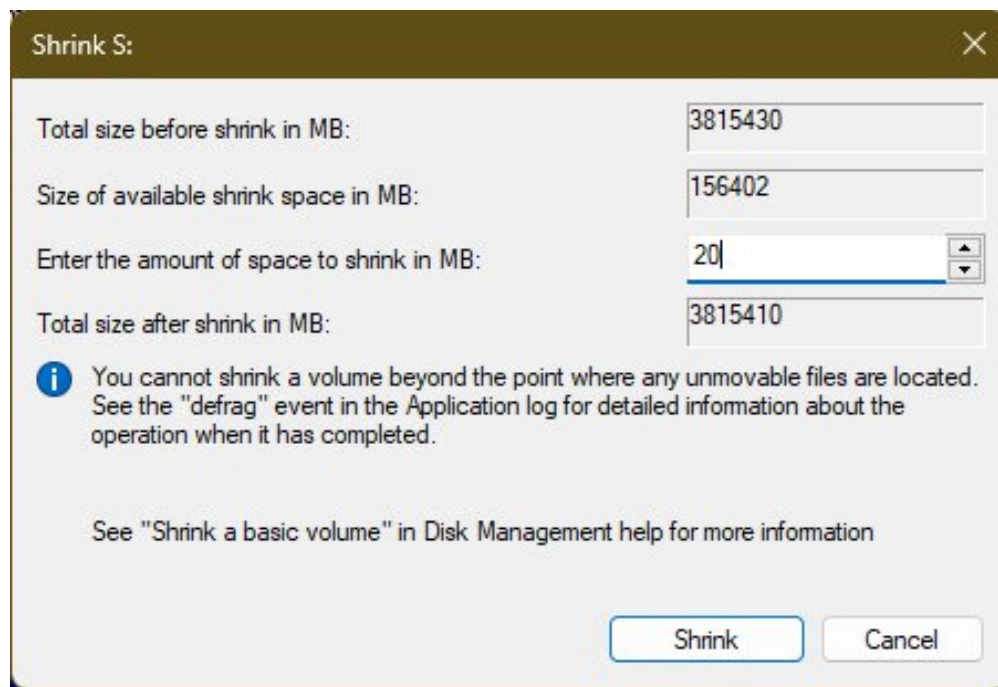 Shrink S:
Total size before shrink in MB: 3815430
Size of available shrink space in MB: 156402
Enter the amount of space to shrink in MB: 20
Total size after shrink in MB: 3815410
You cannot shrink a volume beyond the point where any unmovable files are located.
See the "defrag" event in the Application log for detailed information about the
operation when it has completed.
See "Shrink a basic volume" in Disk Management help for more information
Shrink Cancel